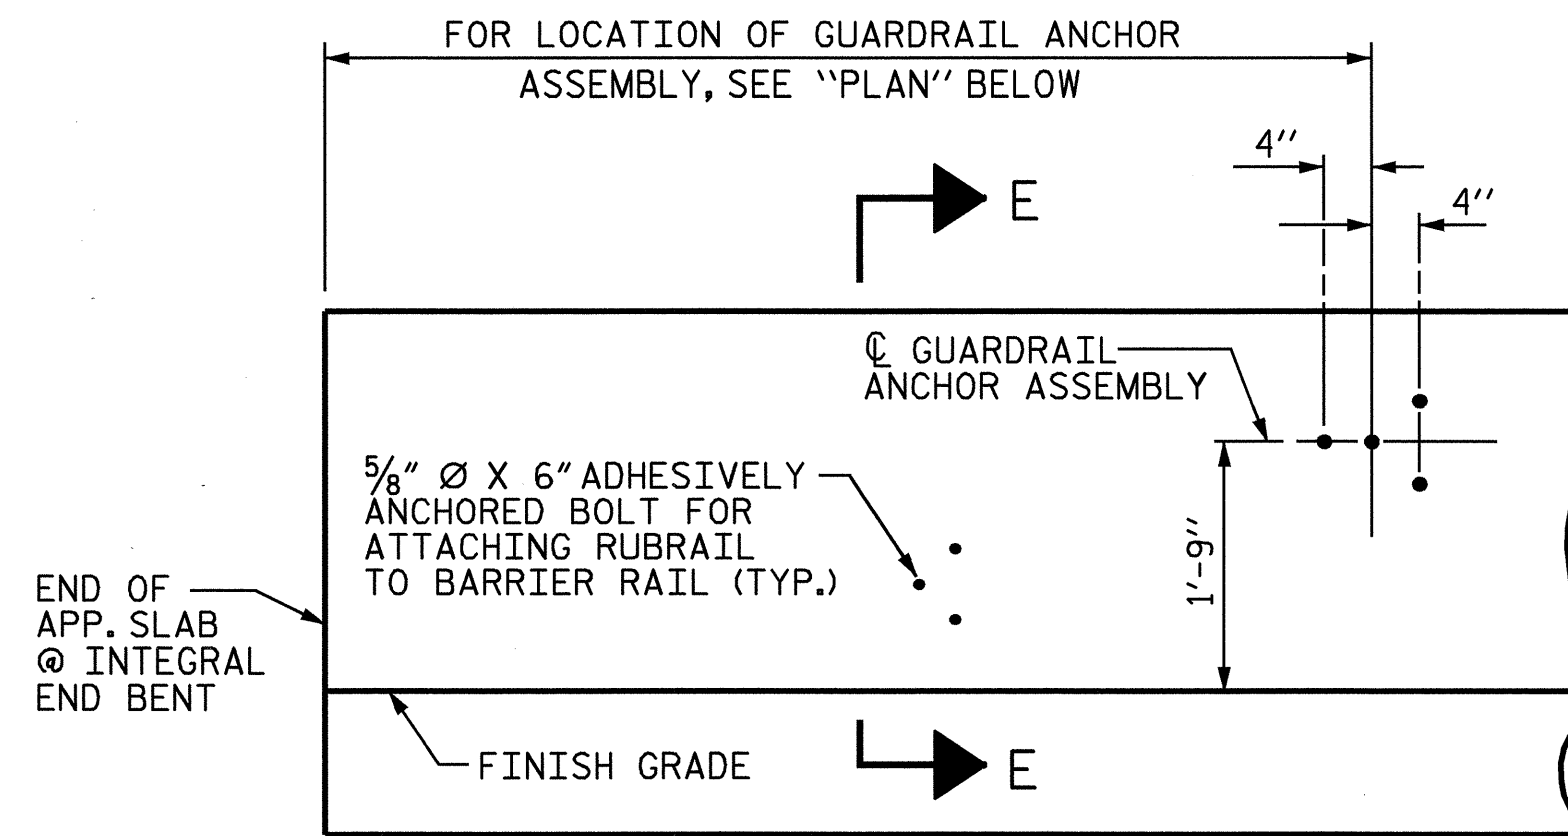 FOR LOCATION OF GUARDRAIL ANCHOR
ASSEMBLY, SEE "PLAN" BELOW
4"
4"
E
℄ GUARDRAIL
ANCHOR ASSEMBLY
5/8" Ø X 6" ADHESIVELY
ANCHORED BOLT FOR
ATTACHING RUBRAIL
TO BARRIER RAIL (TYP.)
1'-9"
END OF
APP. SLAB
@ INTEGRAL
END BENT
FINISH GRADE
E